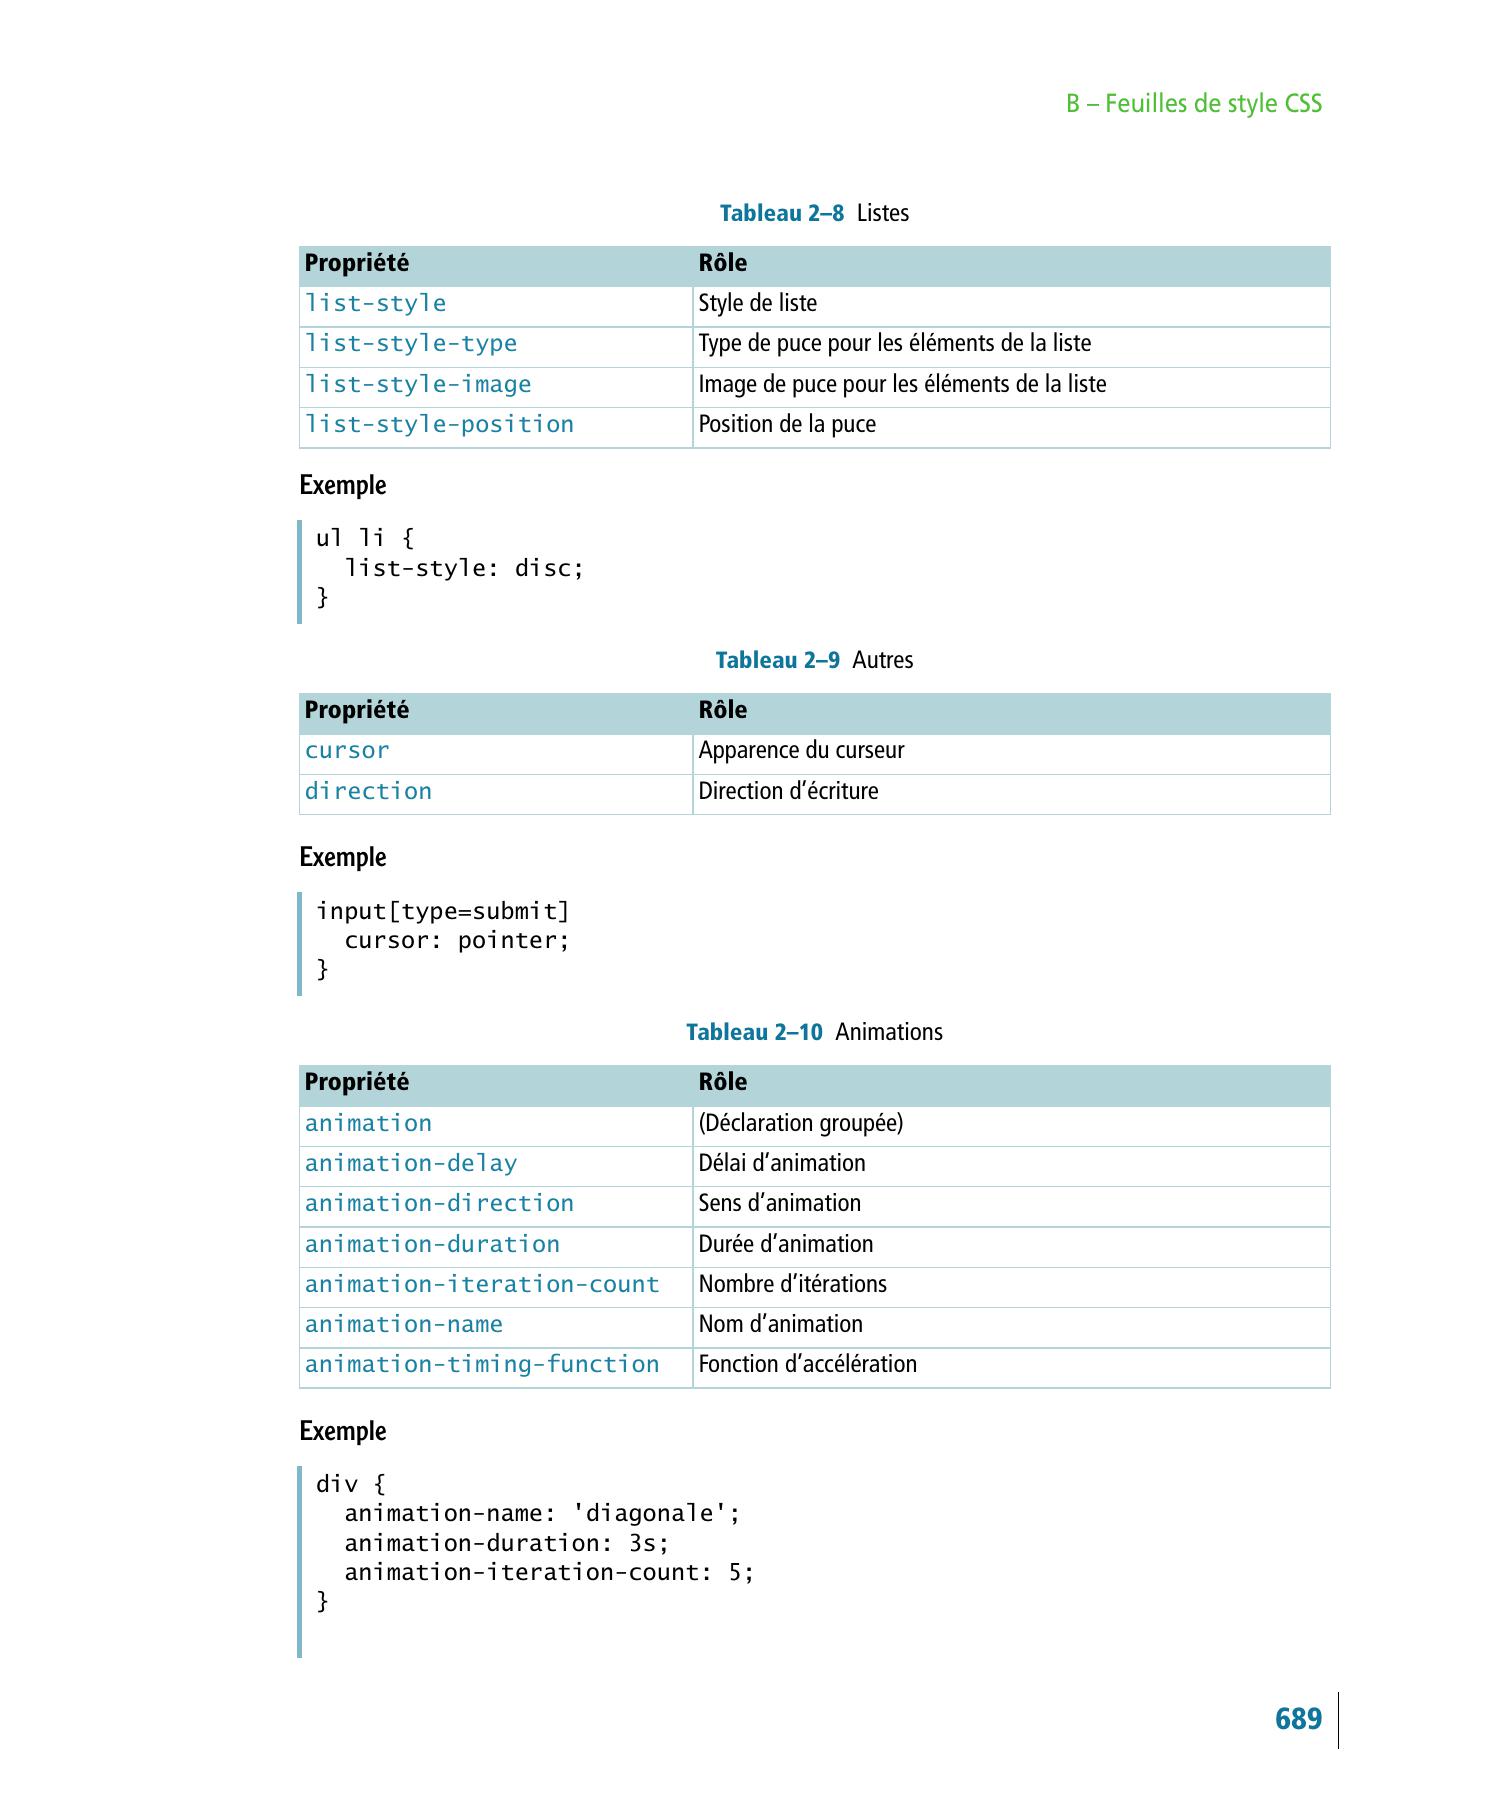 B – Feuilles de style CSS
Tableau 2–8 Listes
Propriété Rôle
list-style Style de liste
list-style-type Type de puce pour les éléments de la liste
list-style-image Image de puce pour les éléments de la liste
list-style-position Position de la puce
Exemple
ul li {
  list-style: disc;
}
Tableau 2–9 Autres
Propriété Rôle
cursor Apparence du curseur
direction Direction d’écriture
Exemple
input[type=submit]
  cursor: pointer;
}
Tableau 2–10 Animations
Propriété Rôle
animation (Déclaration groupée)
animation-delay Délai d’animation
animation-direction Sens d’animation
animation-duration Durée d’animation
animation-iteration-count Nombre d’itérations
animation-name Nom d’animation
animation-timing-function Fonction d’accélération
Exemple
div {
  animation-name: 'diagonale';
  animation-duration: 3s;
  animation-iteration-count: 5;
}
689